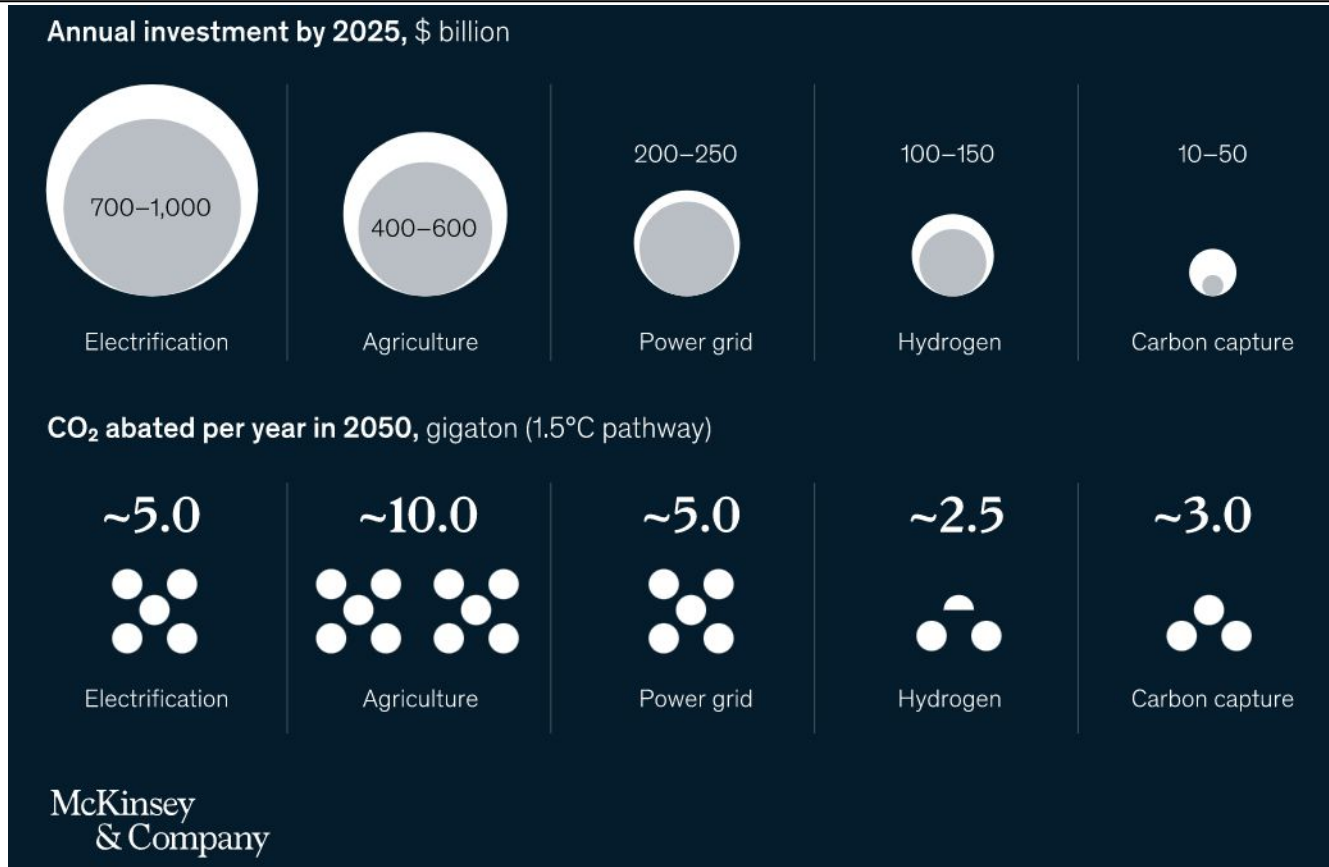 Annual investment by 2025, $ billion
200–250
100–150
10–50
700–1,000
400–600
Electrification
Agriculture
Power grid
Hydrogen
Carbon capture
CO₂ abated per year in 2050, gigaton (1.5°C pathway)
~5.0
~10.0
~5.0
~2.5
~3.0
Electrification
Agriculture
Power grid
Hydrogen
Carbon capture
McKinsey
& Company